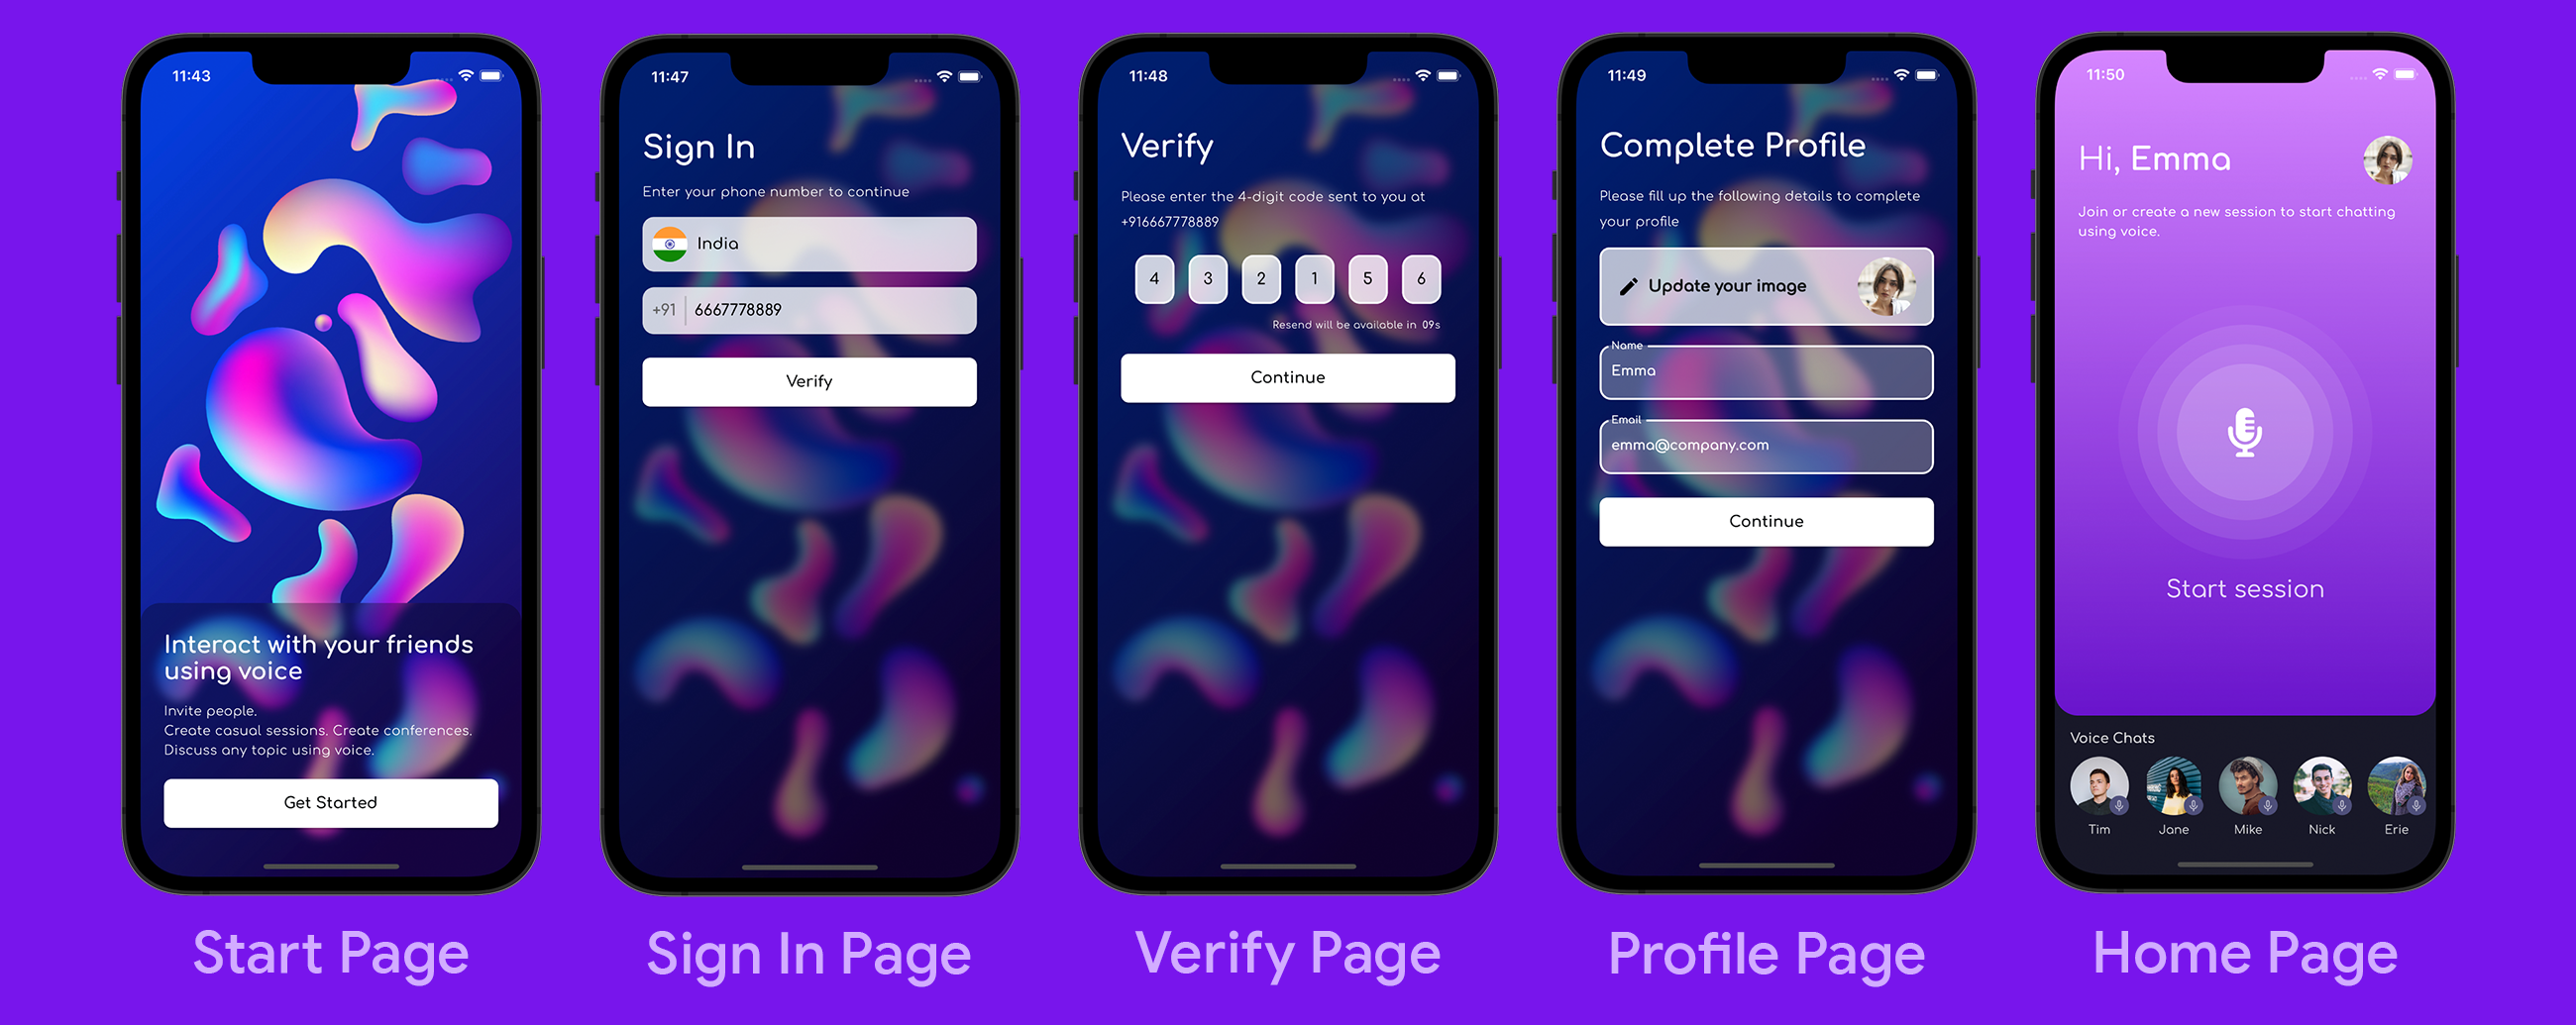 11:43
Interact with your friends
using voice
Invite people.
Create casual sessions. Create conferences.
Discuss any topic using voice.
Get Started
Start Page
11:47
Sign In
Enter your phone number to continue
India
+91 6667778889
Verify
Sign In Page
11:48
Verify
Please enter the 4-digit code sent to you at
+916667778889
4 3 2 1 5 6
Resend will be available in 09s
Continue
Verify Page
11:49
Complete Profile
Please fill up the following details to complete
your profile
Update your image
Name
Emma
Email
emma@company.com
Continue
Profile Page
11:50
Hi, Emma
Join or create a new session to start chatting
using voice.
Start session
Voice Chats
Tim Jane Mike Nick Erie
Home Page